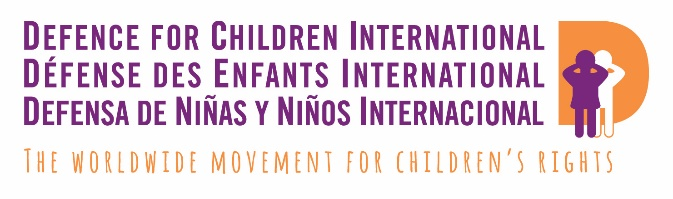 DEFENCE FOR CHILDREN INTERNATIONAL
DÉFENSE DES ENFANTS INTERNATIONAL
DEFENSA DE NIÑAS Y NIÑOS INTERNACIONAL
THE WORLDWIDE MOVEMENT FOR CHILDREN'S RIGHTS